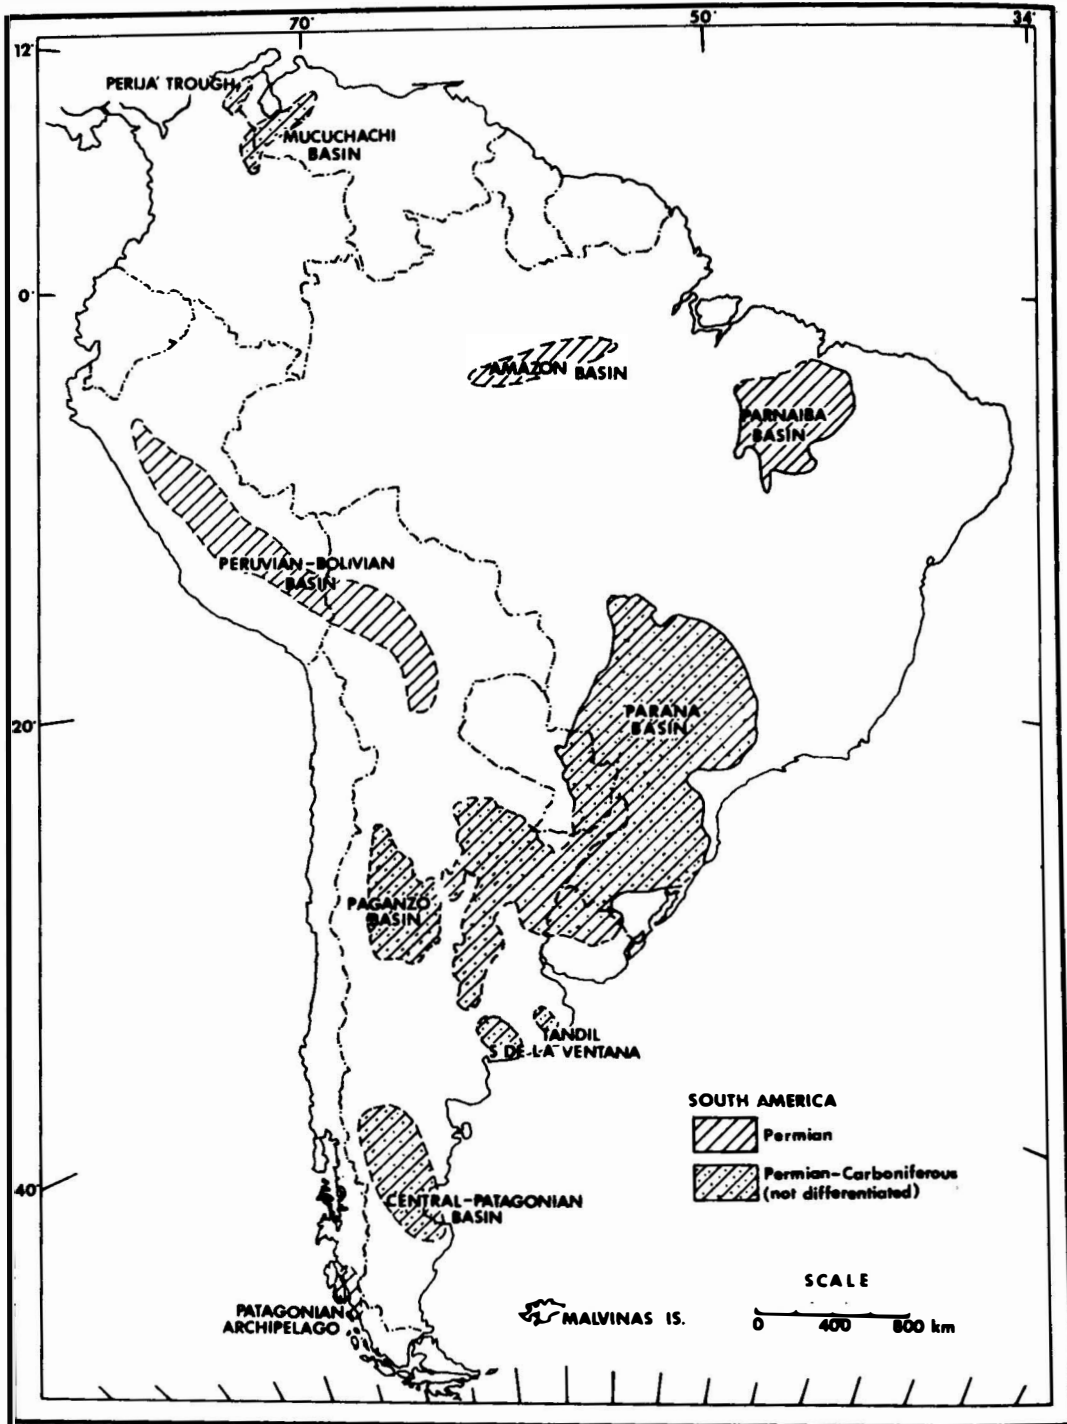 70°
50°
34°
12°
PERIJA' TROUGH
MUCUCHACHI
BASIN
0°
AMAZON BASIN
PARNAIBA
BASIN
PERUVIAN-BOLIVIAN
BASIN
20°
PARANA
BASIN
PAGANZO
BASIN
TANDIL
S DE LA VENTANA
SOUTH AMERICA
Permian
Permian-Carboniferous
(not differentiated)
40°
CENTRAL-PATAGONIAN
BASIN
SCALE
PATAGONIAN
ARCHIPELAGO
MALVINAS IS.
0 400 800 km